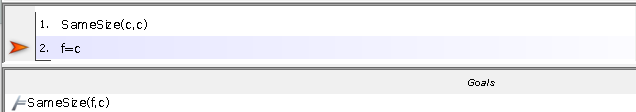 1. SameSize(c,c)
2. f=c
Goals
SameSize(f,c)